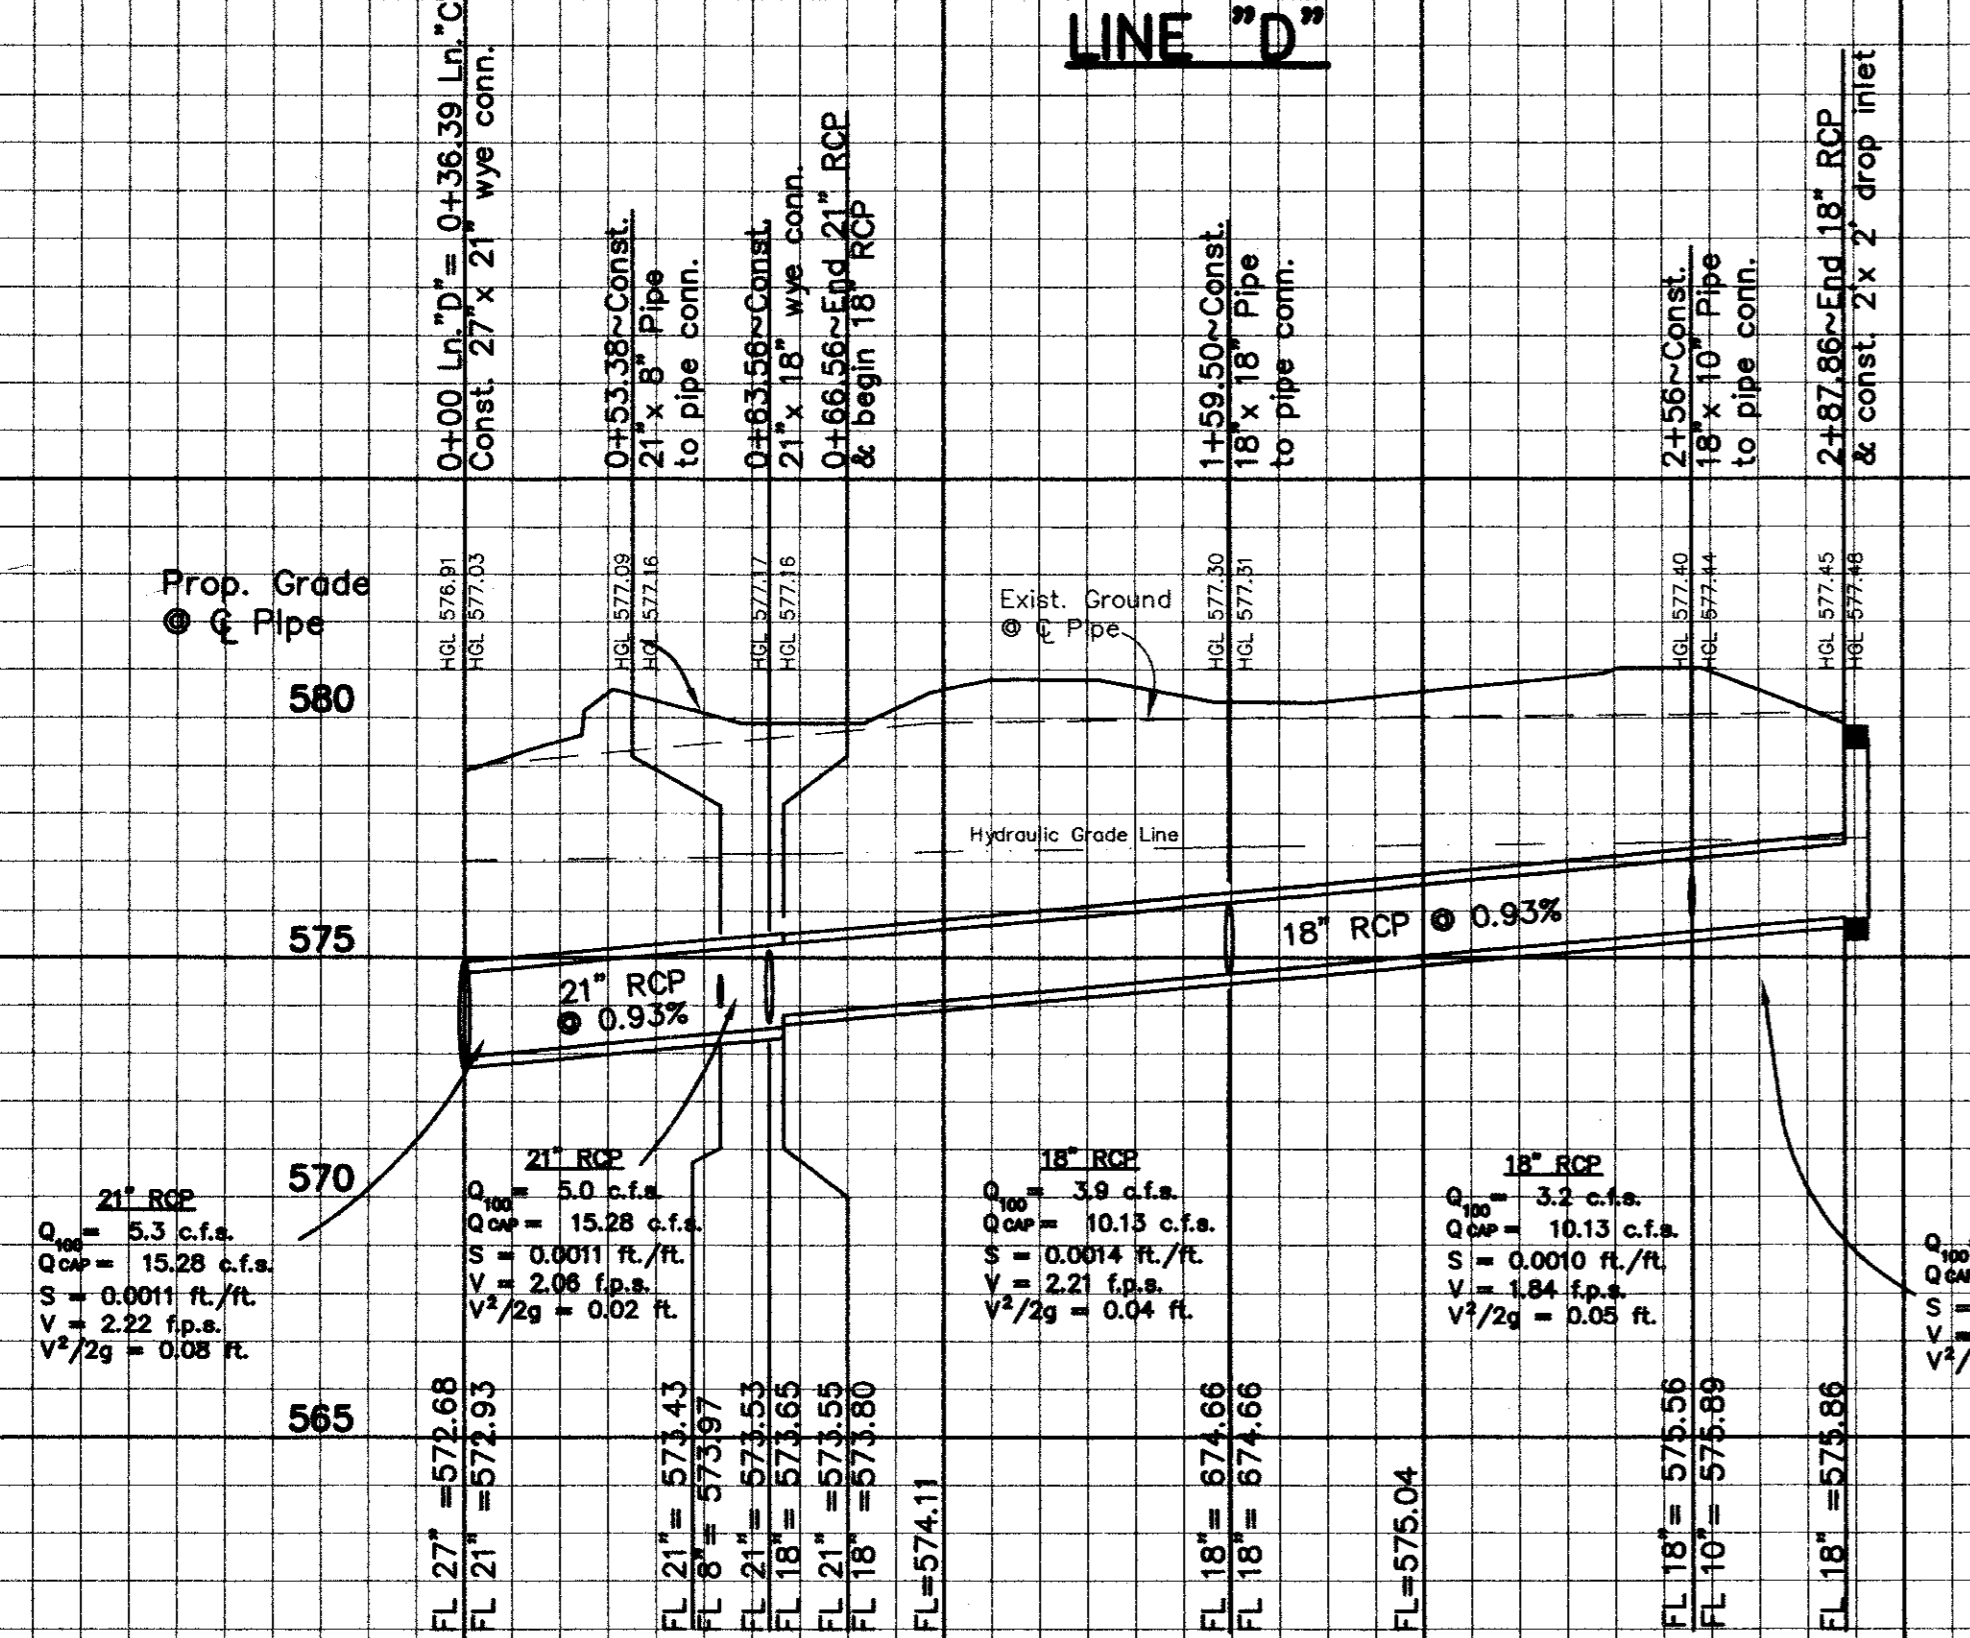 LINE "D"
0+00 Ln."D"= 0+36.39 Ln."C
Const. 27" x 21" wye conn.
0+53.38~Const.
21" x 8" Pipe
to pipe conn.
0+63.56~Const.
21" x 18" wye conn.
0+66.56~End 21" RCP
& begin 18" RCP
1+59.50~Const.
18" x 18" Pipe
to pipe conn.
2+56~Const.
18" x 10" Pipe
to pipe conn.
2+87.86~End 18" RCP
& const. 2'x 2' drop inlet
Prop. Grade
@ ℄ Pipe
HGL 576.91
HGL 577.03
HGL 577.09
HGL 577.16
HGL 577.17
HGL 577.16
Exist. Ground
@ ℄ Pipe
HGL 577.30
HGL 577.31
HGL 577.40
HGL 577.44
HGL 577.45
HGL 577.48
580
Hydraulic Grade Line
575
21" RCP
@ 0.93%
18" RCP @ 0.93%
570
21" RCP
Q100= 5.3 c.f.s.
QCAP= 15.28 c.f.s.
S = 0.0011 ft./ft.
V = 2.22 f.p.s.
V²/2g = 0.08 ft.
21" RCP
Q100= 5.0 c.f.s.
QCAP= 15.28 c.f.s.
S = 0.0011 ft./ft.
V = 2.06 f.p.s.
V²/2g = 0.02 ft.
18" RCP
Q100= 3.9 c.f.s.
QCAP= 10.13 c.f.s.
S = 0.0014 ft./ft.
V = 2.21 f.p.s.
V²/2g = 0.04 ft.
18" RCP
Q100= 3.2 c.f.s.
QCAP= 10.13 c.f.s.
S = 0.0010 ft./ft.
V = 1.84 f.p.s.
V²/2g = 0.05 ft.
Q100
S =
V =
V²/
565
FL 27" =572.68
FL 21" =572.93
FL 21"= 573.43
FL 8"= 573.97
FL 21"= 573.53
FL 18"= 573.65
FL 21" =573.55
FL 18" =573.80
FL=574.11
FL 18"= 674.66
FL 18"= 674.66
FL=575.04
FL 18"= 575.56
FL 10"= 575.89
FL 18" =575.86